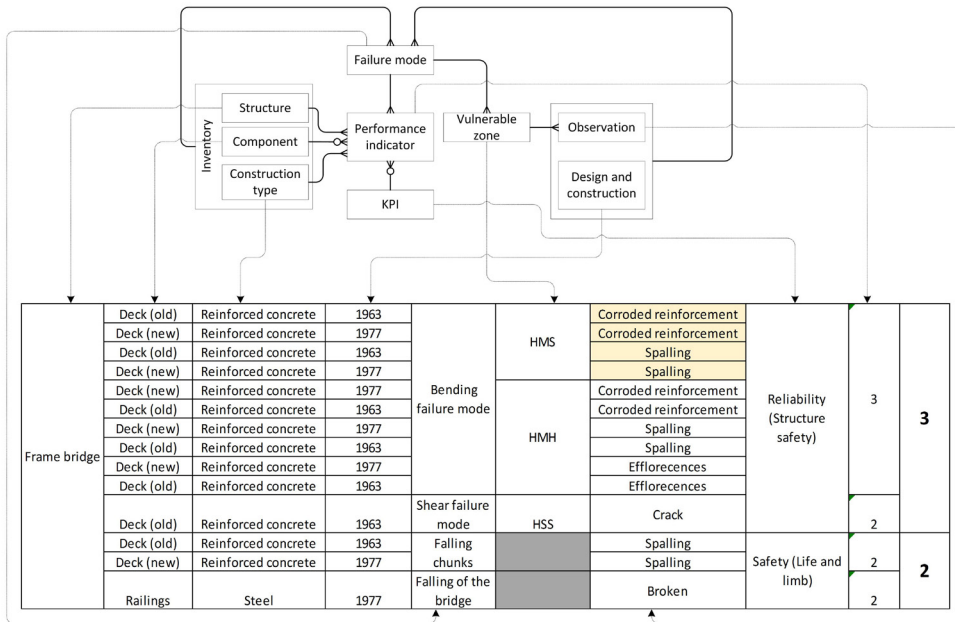 Failure mode
Structure
Component
Construction
type
Inventory
Performance
indicator
KPI
Vulnerable
zone
Observation
Design and
construction
Frame bridge
Deck (old) Reinforced concrete 1963 Corroded reinforcement
Deck (new) Reinforced concrete 1977 Corroded reinforcement
HMS
Deck (old) Reinforced concrete 1963 Spalling
Deck (new) Reinforced concrete 1977 Spalling
Deck (new) Reinforced concrete 1977 Corroded reinforcement
Bending
failure mode
Deck (old) Reinforced concrete 1963 Corroded reinforcement
Deck (new) Reinforced concrete 1977 Spalling
HMH
Deck (old) Reinforced concrete 1963 Spalling
Deck (new) Reinforced concrete 1977 Efflorecences
Deck (old) Reinforced concrete 1963 Efflorecences
Reliability
(Structure
safety)
3
3
Shear failure
mode
Deck (old) Reinforced concrete 1963 HSS Crack 2
Deck (old) Reinforced concrete 1963 Falling Spalling
Deck (new) Reinforced concrete 1977 chunks Spalling 2
Safety (Life and
limb)
2
Falling of the
bridge
Railings Steel 1977 Broken 2